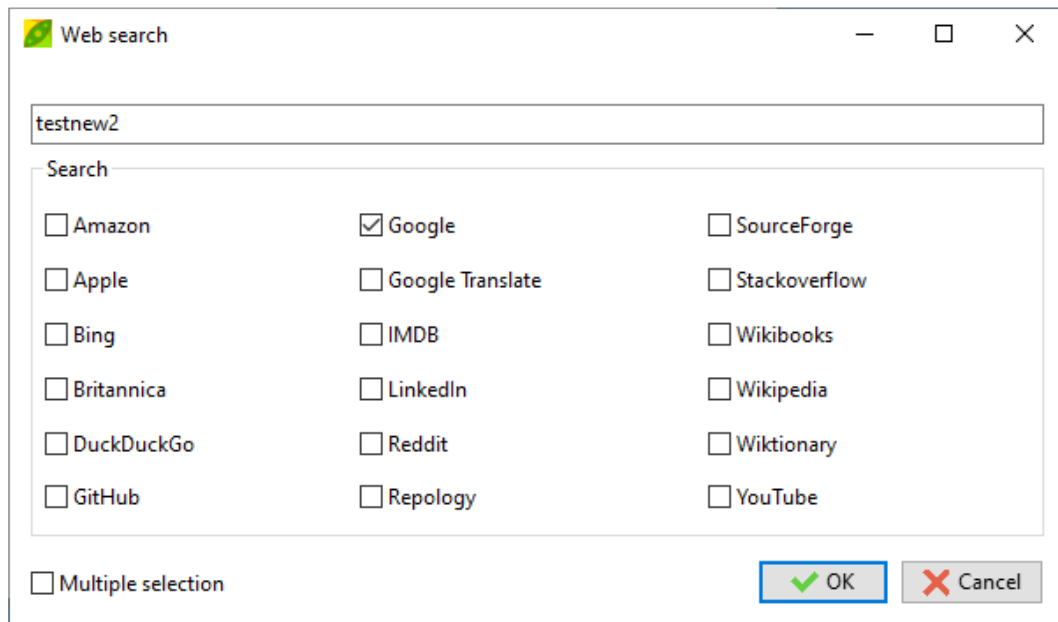 Web search
testnew2
Search
Amazon Google SourceForge
Apple Google Translate Stackoverflow
Bing IMDB Wikibooks
Britannica LinkedIn Wikipedia
DuckDuckGo Reddit Wiktionary
GitHub Repology YouTube
Multiple selection OK Cancel